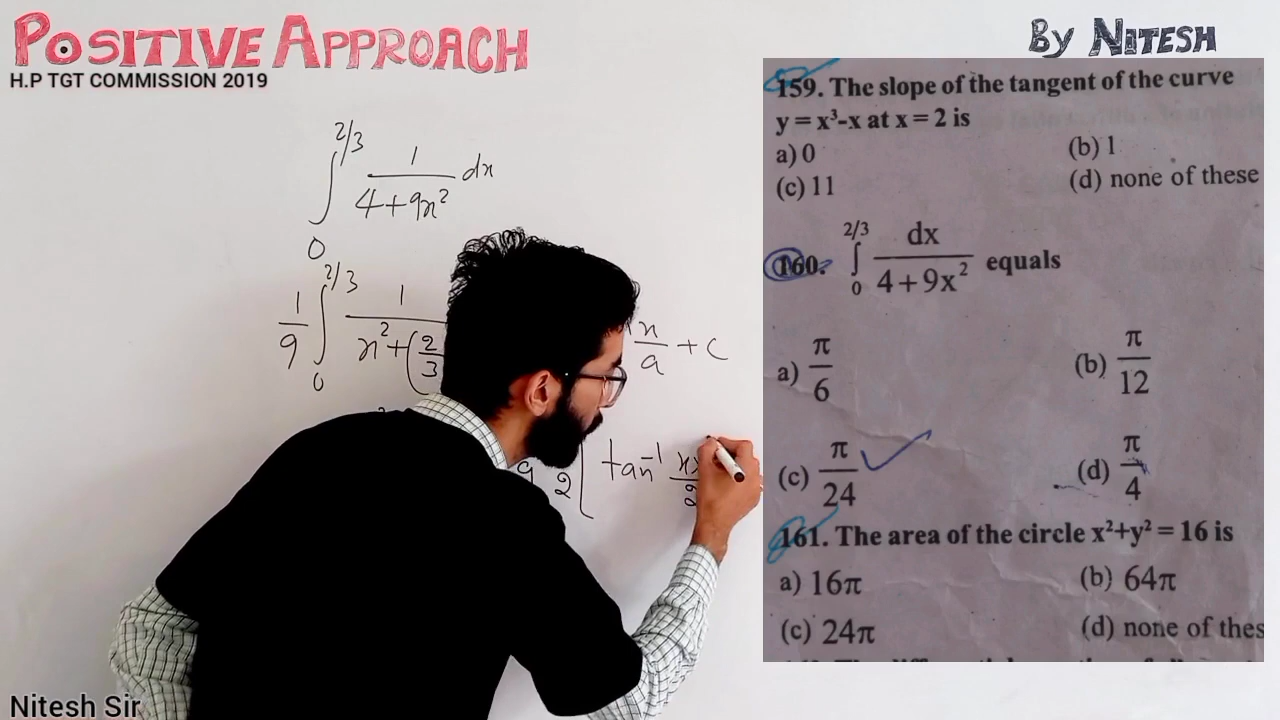 POSITIVE APPROACH
H.P TGT COMMISSION 2019
By NITESH
∫₀^{2/3} 1/(4+9x²) dx
1/9 ∫₀^{2/3} 1/(x²+(2/3
x/a + c
9 2 [ tan⁻¹ x
159. The slope of the tangent of the curve
y = x³-x at x = 2 is
a) 0 (b) 1
(c) 11 (d) none of these
160. ∫₀^{2/3} dx/(4+9x²) equals
a) π/6 (b) π/12
(c) π/24 (d) π/4
161. The area of the circle x²+y² = 16 is
a) 16π (b) 64π
(c) 24π (d) none of thes
Nitesh Sir